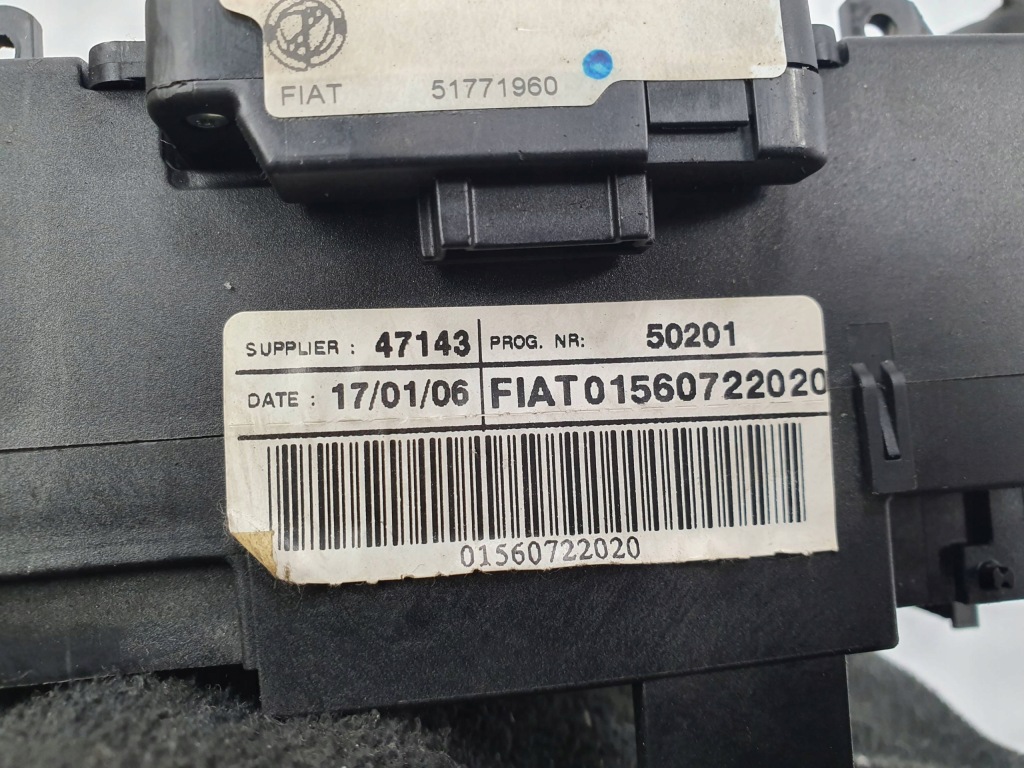 FIAT 51771960
SUPPLIER : 47143 PROG. NR: 50201
DATE : 17/01/06 FIAT01560722020
01560722020